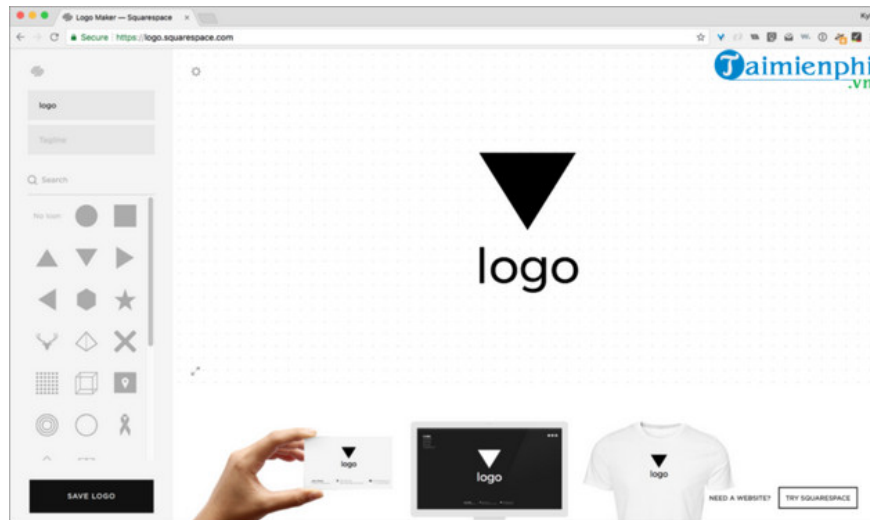 Logo Maker — Squarespace
Secure https://logo.squarespace.com
Taimienphi
.vn
logo
Tagline
Search
No Icon
logo
logo
logo
logo
SAVE LOGO
NEED A WEBSITE? TRY SQUARESPACE